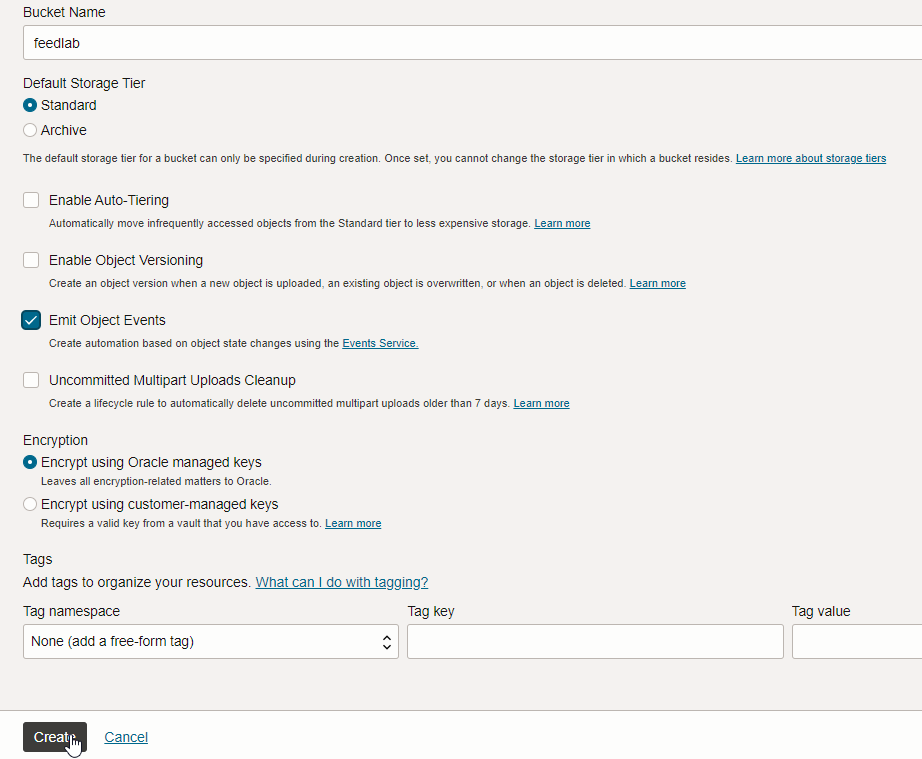 Bucket Name
feedlab
Default Storage Tier
Standard
Archive
The default storage tier for a bucket can only be specified during creation. Once set, you cannot change the storage tier in which a bucket resides. Learn more about storage tiers
Enable Auto-Tiering
Automatically move infrequently accessed objects from the Standard tier to less expensive storage. Learn more
Enable Object Versioning
Create an object version when a new object is uploaded, an existing object is overwritten, or when an object is deleted. Learn more
Emit Object Events
Create automation based on object state changes using the Events Service.
Uncommitted Multipart Uploads Cleanup
Create a lifecycle rule to automatically delete uncommitted multipart uploads older than 7 days. Learn more
Encryption
Encrypt using Oracle managed keys
Leaves all encryption-related matters to Oracle.
Encrypt using customer-managed keys
Requires a valid key from a vault that you have access to. Learn more
Tags
Add tags to organize your resources. What can I do with tagging?
Tag namespace Tag key Tag value
None (add a free-form tag)
Create Cancel